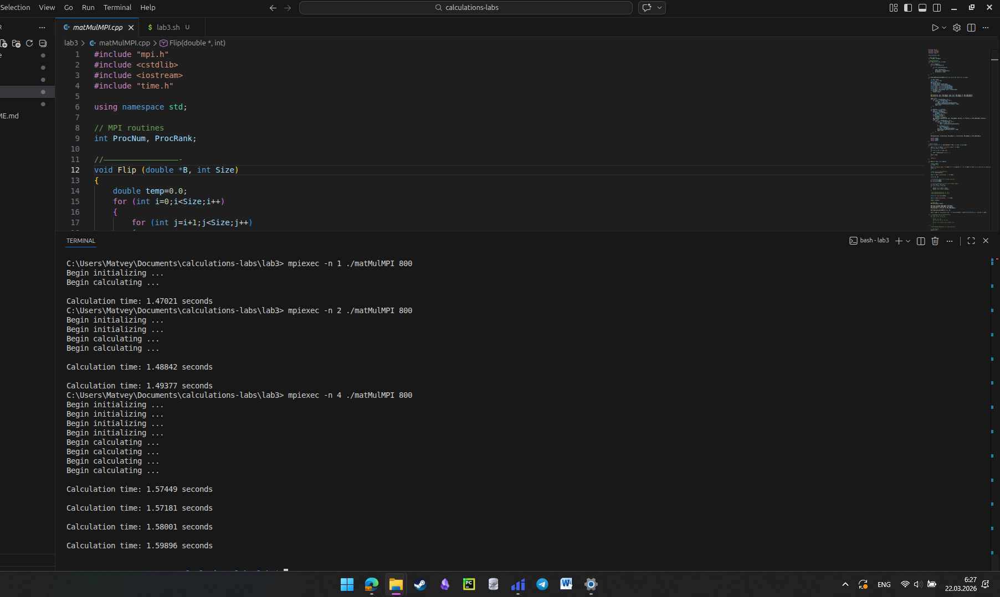 Selection View Go Run Terminal Help
calculations-labs
matMulMPI.cpp
$ lab3.sh U
lab3 > matMulMPI.cpp > Flip(double *, int)
ME.md
1 #include "mpi.h"
2 #include <cstdlib>
3 #include <iostream>
4 #include "time.h"
5
6 using namespace std;
7
8 // MPI routines
9 int ProcNum, ProcRank;
10
11 //————————————————-
12 void Flip (double *B, int Size)
13 {
14 double temp=0.0;
15 for (int i=0;i<Size;i++)
16 {
17 for (int j=i+1;j<Size;j++)
TERMINAL
bash - lab3
C:\Users\Matvey\Documents\calculations-labs\lab3> mpiexec -n 1 ./matMulMPI 800
Begin initializing ...
Begin calculating ...
Calculation time: 1.47021 seconds
C:\Users\Matvey\Documents\calculations-labs\lab3> mpiexec -n 2 ./matMulMPI 800
Begin initializing ...
Begin initializing ...
Begin calculating ...
Begin calculating ...
Calculation time: 1.48842 seconds
Calculation time: 1.49377 seconds
C:\Users\Matvey\Documents\calculations-labs\lab3> mpiexec -n 4 ./matMulMPI 800
Begin initializing ...
Begin initializing ...
Begin initializing ...
Begin initializing ...
Begin calculating ...
Begin calculating ...
Begin calculating ...
Begin calculating ...
Calculation time: 1.57449 seconds
Calculation time: 1.57181 seconds
Calculation time: 1.58001 seconds
Calculation time: 1.59896 seconds
PC
W
ENG
6:27
22.03.2026